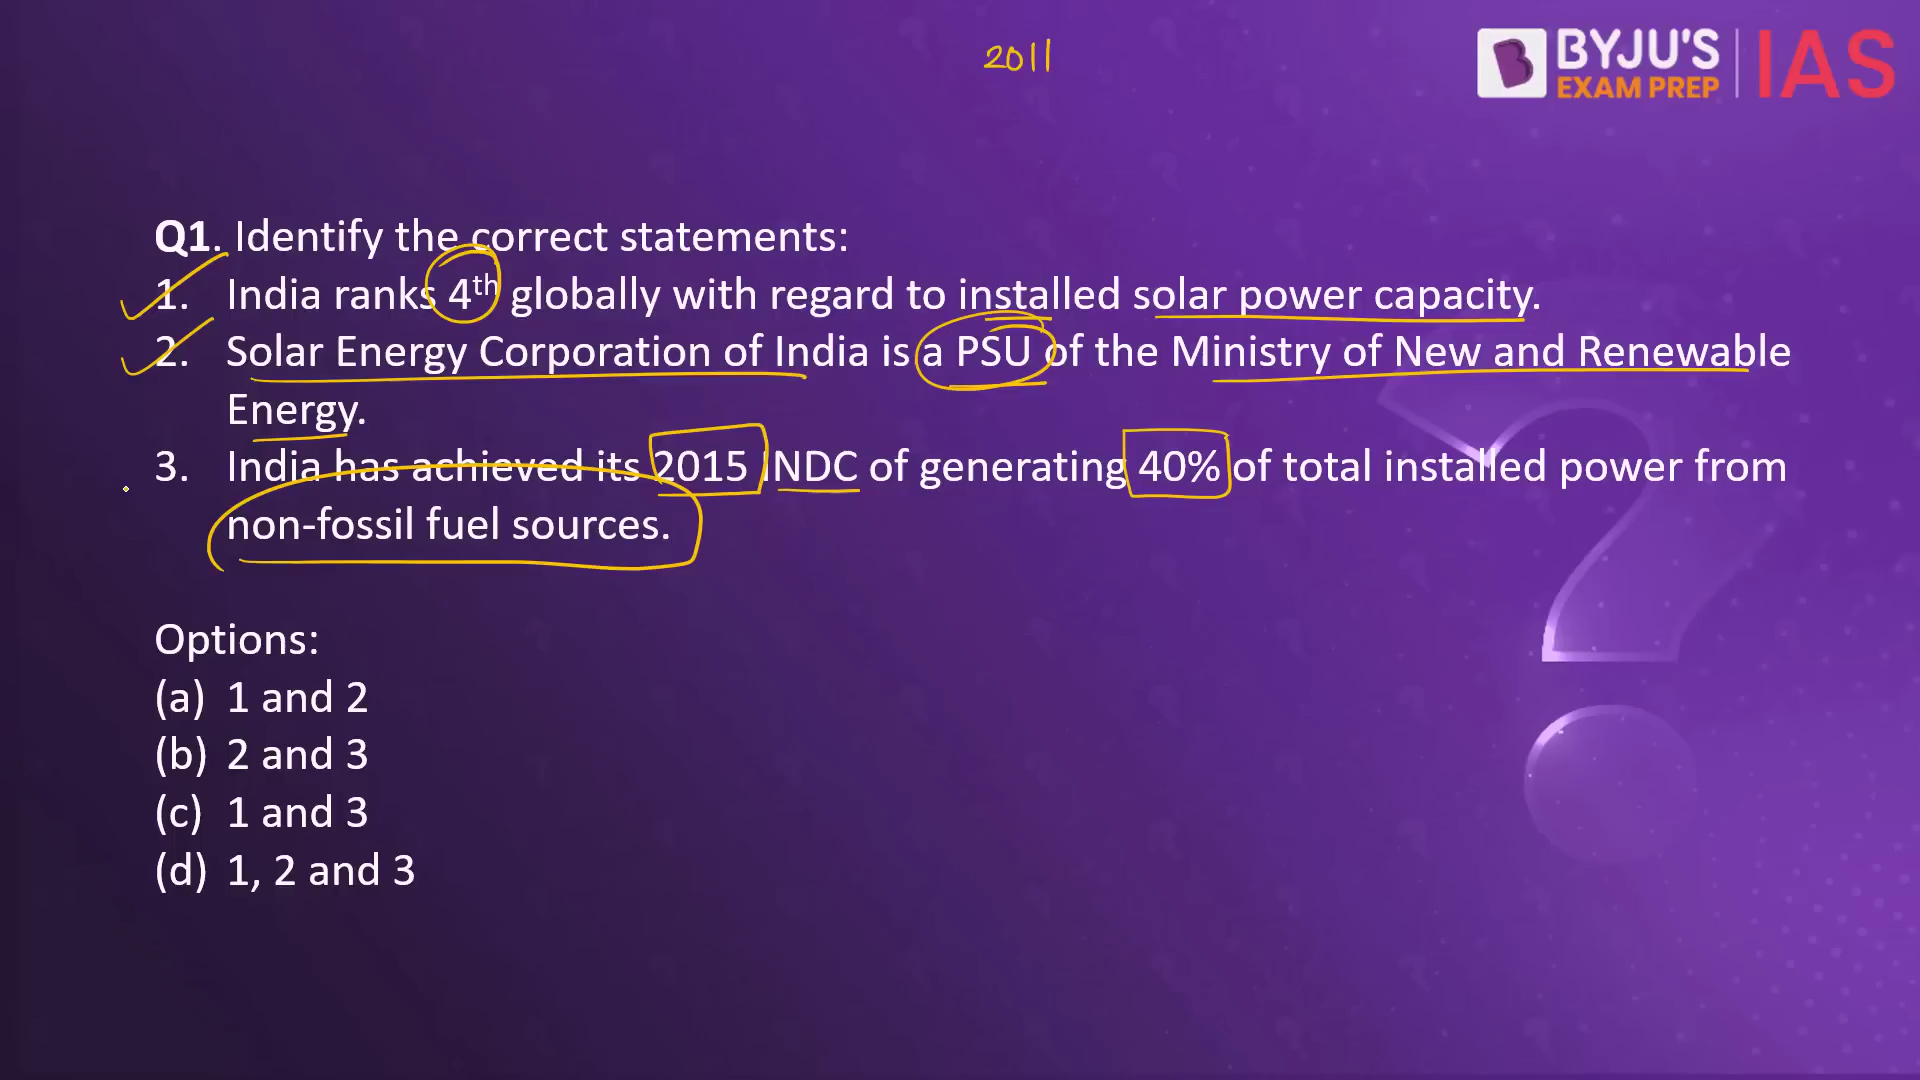 2011
BYJU'S
EXAM PREP
IAS
Q1. Identify the correct statements:
1. India ranks 4th globally with regard to installed solar power capacity.
2. Solar Energy Corporation of India is a PSU of the Ministry of New and Renewable
Energy.
3. India has achieved its 2015 INDC of generating 40% of total installed power from
non-fossil fuel sources.
Options:
(a) 1 and 2
(b) 2 and 3
(c) 1 and 3
(d) 1, 2 and 3